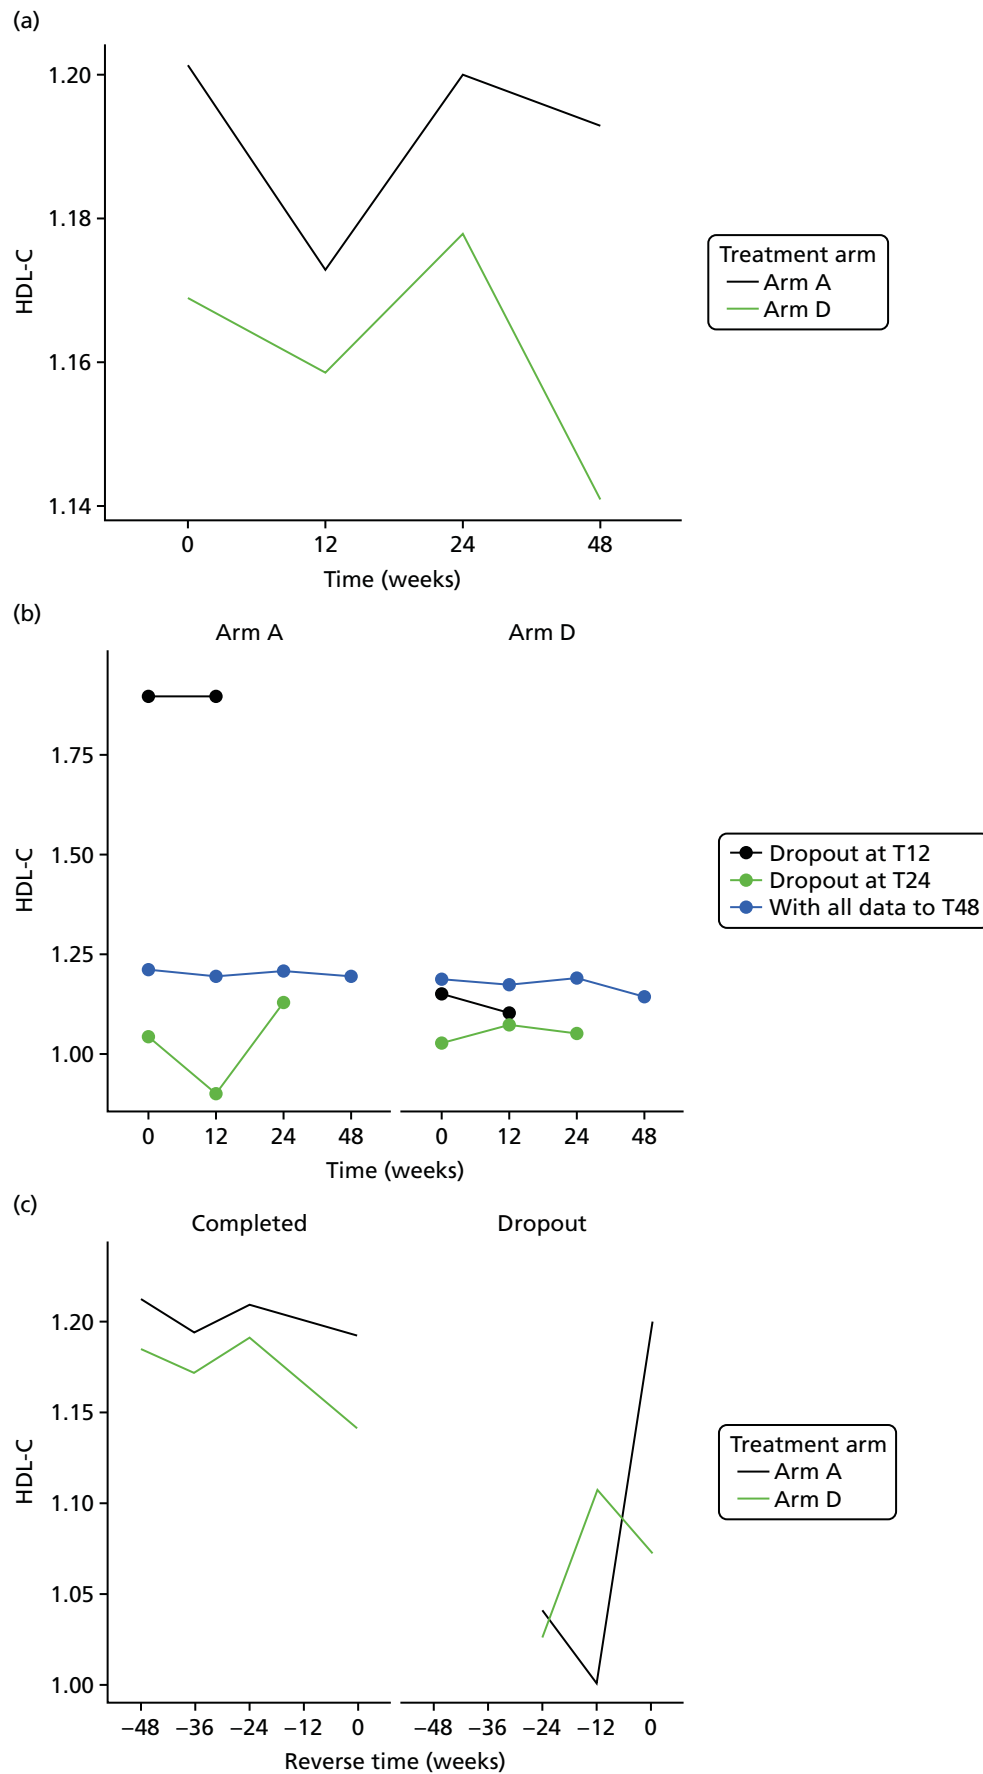 (a)
1.20
1.18
1.16
1.14
HDL-C
0 12 24 48
Time (weeks)
Treatment arm
Arm A
Arm D
(b)
Arm A Arm D
1.75
1.50
1.25
1.00
HDL-C
0 12 24 48 0 12 24 48
Time (weeks)
Dropout at T12
Dropout at T24
With all data to T48
(c)
Completed Dropout
1.20
1.15
1.10
1.05
1.00
HDL-C
−48 −36 −24 −12 0 −48 −36 −24 −12 0
Reverse time (weeks)
Treatment arm
Arm A
Arm D